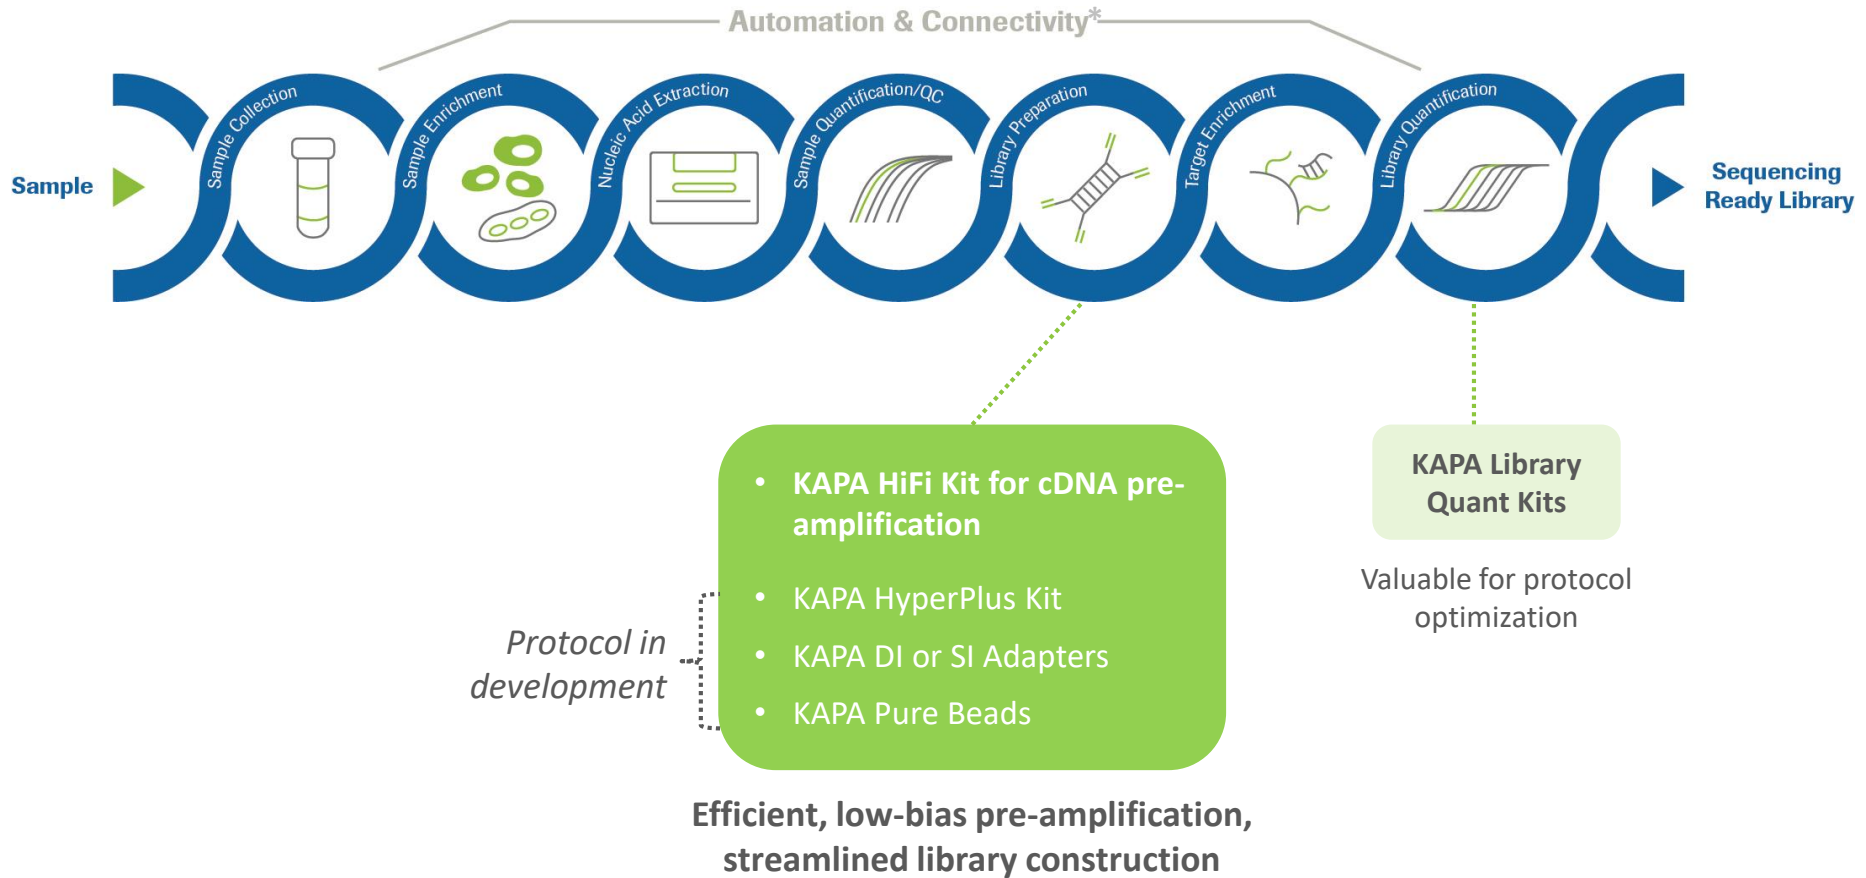 Automation & Connectivity*
Sample
Sample Collection
Sample Enrichment
Nucleic Acid Extraction
Sample Quantification/QC
Library Preparation
Target Enrichment
Library Quantification
Sequencing
Ready Library
• KAPA HiFi Kit for cDNA pre-
amplification
• KAPA HyperPlus Kit
• KAPA DI or SI Adapters
• KAPA Pure Beads
Protocol in
development
Efficient, low-bias pre-amplification,
streamlined library construction
KAPA Library
Quant Kits
Valuable for protocol
optimization